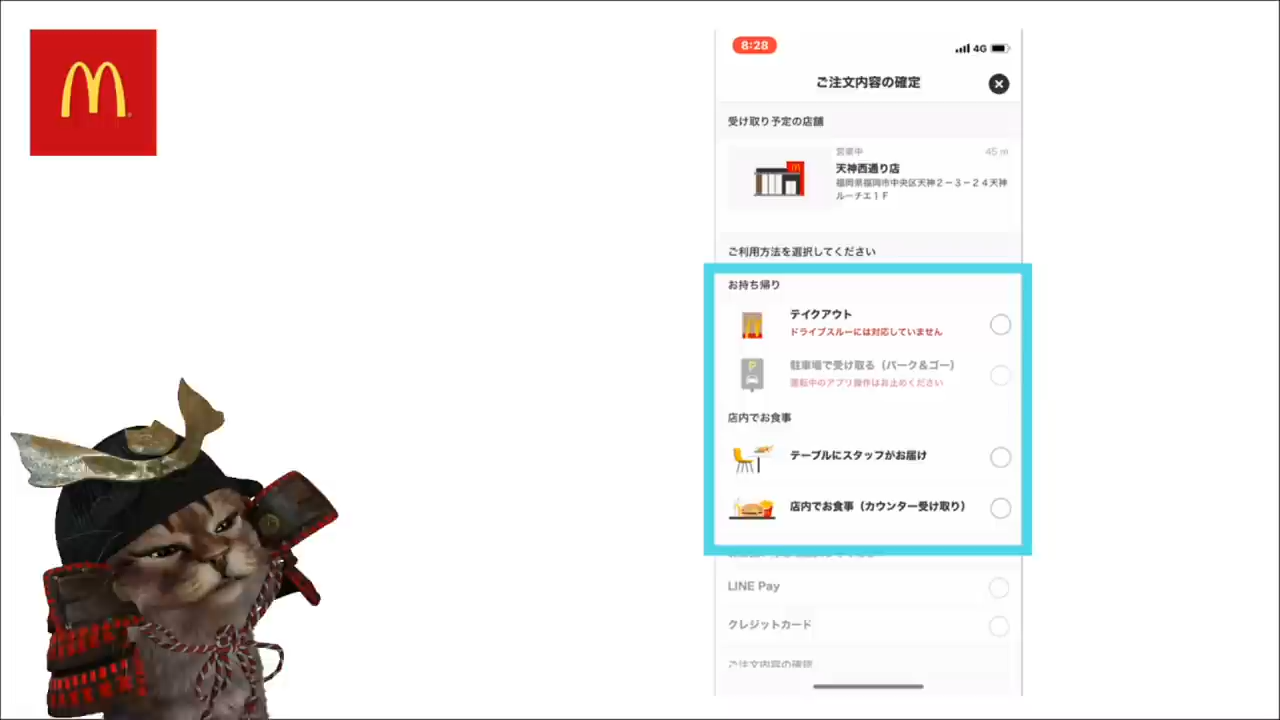 8:28
4G
ご注文内容の確定
受け取り予定の店舗
営業中
45 m
天神西通り店
福岡県福岡市中央区天神2-3-24天神
ルーチェ1F
ご利用方法を選択してください
お持ち帰り
テイクアウト
ドライブスルーには対応していません
P
駐車場で受け取る（パーク＆ゴー）
運転中のアプリ操作はお止めください
店内でお食事
テーブルにスタッフがお届け
店内でお食事（カウンター受け取り）
LINE Pay
クレジットカード
ご注文内容の確認